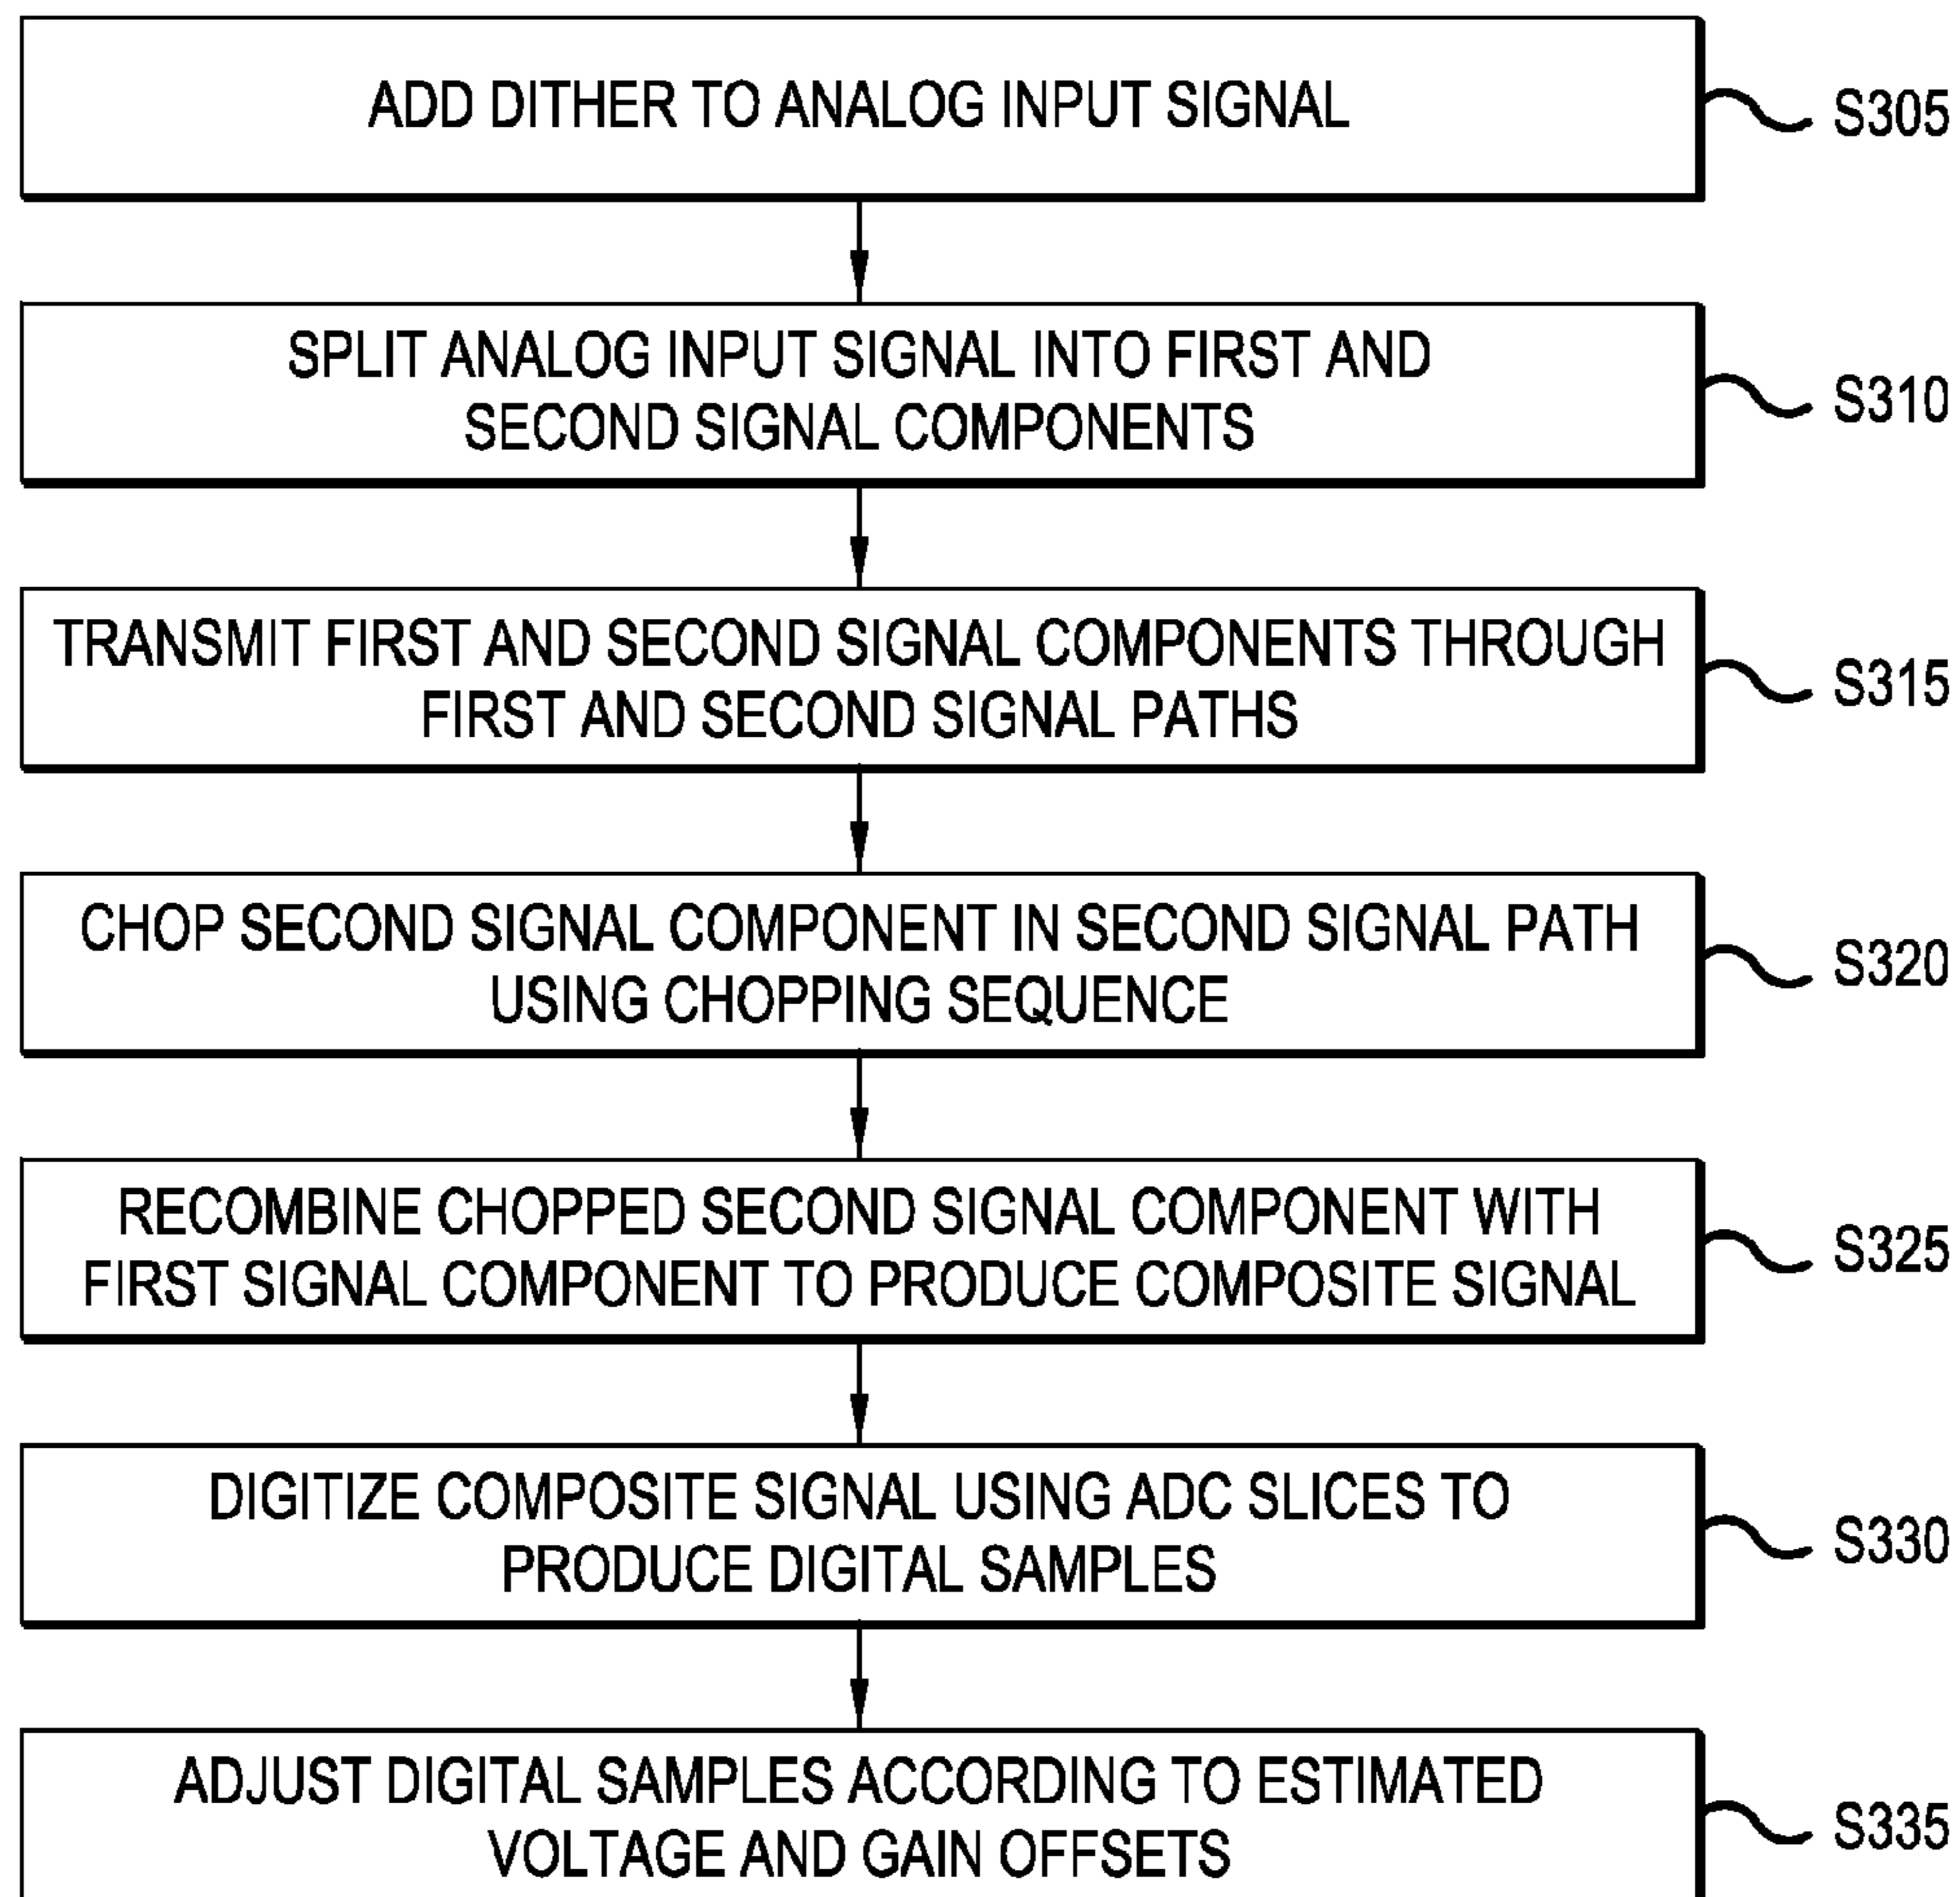 ADD DITHER TO ANALOG INPUT SIGNAL
S305
SPLIT ANALOG INPUT SIGNAL INTO FIRST AND
SECOND SIGNAL COMPONENTS
S310
TRANSMIT FIRST AND SECOND SIGNAL COMPONENTS THROUGH
FIRST AND SECOND SIGNAL PATHS
S315
CHOP SECOND SIGNAL COMPONENT IN SECOND SIGNAL PATH
USING CHOPPING SEQUENCE
S320
RECOMBINE CHOPPED SECOND SIGNAL COMPONENT WITH
FIRST SIGNAL COMPONENT TO PRODUCE COMPOSITE SIGNAL
S325
DIGITIZE COMPOSITE SIGNAL USING ADC SLICES TO
PRODUCE DIGITAL SAMPLES
S330
ADJUST DIGITAL SAMPLES ACCORDING TO ESTIMATED
VOLTAGE AND GAIN OFFSETS
S335